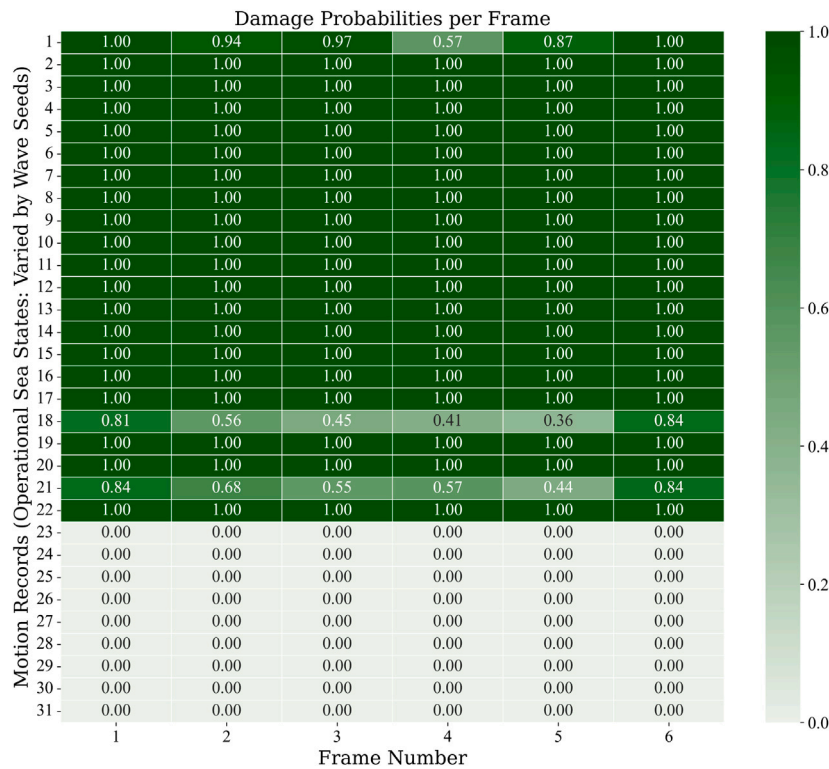 Damage Probabilities per Frame
1 1.00 0.94 0.97 0.57 0.87 1.00
2 1.00 1.00 1.00 1.00 1.00 1.00
3 1.00 1.00 1.00 1.00 1.00 1.00
4 1.00 1.00 1.00 1.00 1.00 1.00
5 1.00 1.00 1.00 1.00 1.00 1.00
6 1.00 1.00 1.00 1.00 1.00 1.00
7 1.00 1.00 1.00 1.00 1.00 1.00
8 1.00 1.00 1.00 1.00 1.00 1.00
9 1.00 1.00 1.00 1.00 1.00 1.00
10 1.00 1.00 1.00 1.00 1.00 1.00
11 1.00 1.00 1.00 1.00 1.00 1.00
12 1.00 1.00 1.00 1.00 1.00 1.00
13 1.00 1.00 1.00 1.00 1.00 1.00
14 1.00 1.00 1.00 1.00 1.00 1.00
15 1.00 1.00 1.00 1.00 1.00 1.00
16 1.00 1.00 1.00 1.00 1.00 1.00
17 1.00 1.00 1.00 1.00 1.00 1.00
18 0.81 0.56 0.45 0.41 0.36 0.84
19 1.00 1.00 1.00 1.00 1.00 1.00
20 1.00 1.00 1.00 1.00 1.00 1.00
21 0.84 0.68 0.55 0.57 0.44 0.84
22 1.00 1.00 1.00 1.00 1.00 1.00
23 0.00 0.00 0.00 0.00 0.00 0.00
24 0.00 0.00 0.00 0.00 0.00 0.00
25 0.00 0.00 0.00 0.00 0.00 0.00
26 0.00 0.00 0.00 0.00 0.00 0.00
27 0.00 0.00 0.00 0.00 0.00 0.00
28 0.00 0.00 0.00 0.00 0.00 0.00
29 0.00 0.00 0.00 0.00 0.00 0.00
30 0.00 0.00 0.00 0.00 0.00 0.00
31 0.00 0.00 0.00 0.00 0.00 0.00
1 2 3 4 5 6
Frame Number
Motion Records (Operational Sea States: Varied by Wave Seeds)
1.0
0.8
0.6
0.4
0.2
0.0